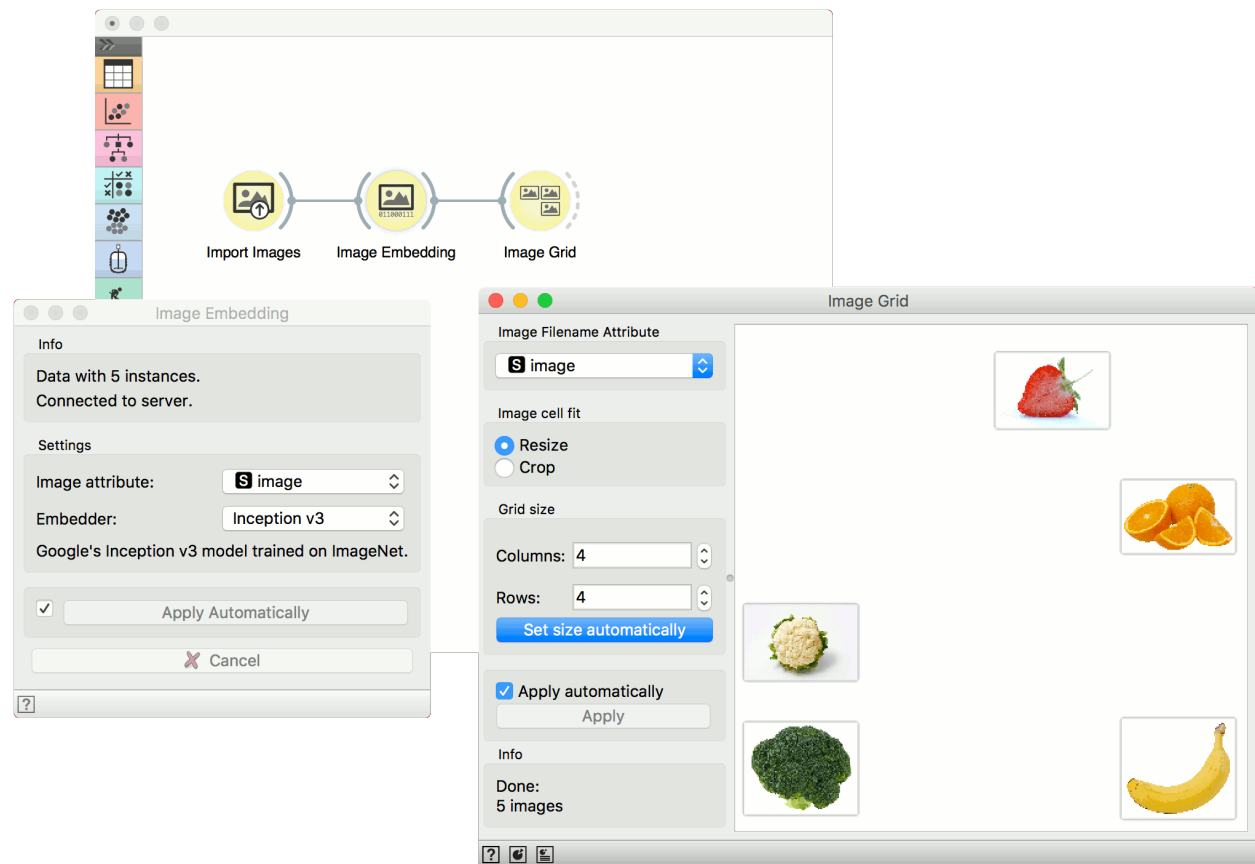 011000111
Import Images
Image Embedding
Image Grid
Image Embedding
Info
Data with 5 instances.
Connected to server.
Settings
Image attribute:
S image
Embedder:
Inception v3
Google's Inception v3 model trained on ImageNet.
Apply Automatically
Cancel
?
Image Grid
Image Filename Attribute
S image
Image cell fit
Resize
Crop
Grid size
Columns: 4
Rows: 4
Set size automatically
Apply automatically
Apply
Info
Done:
5 images
?